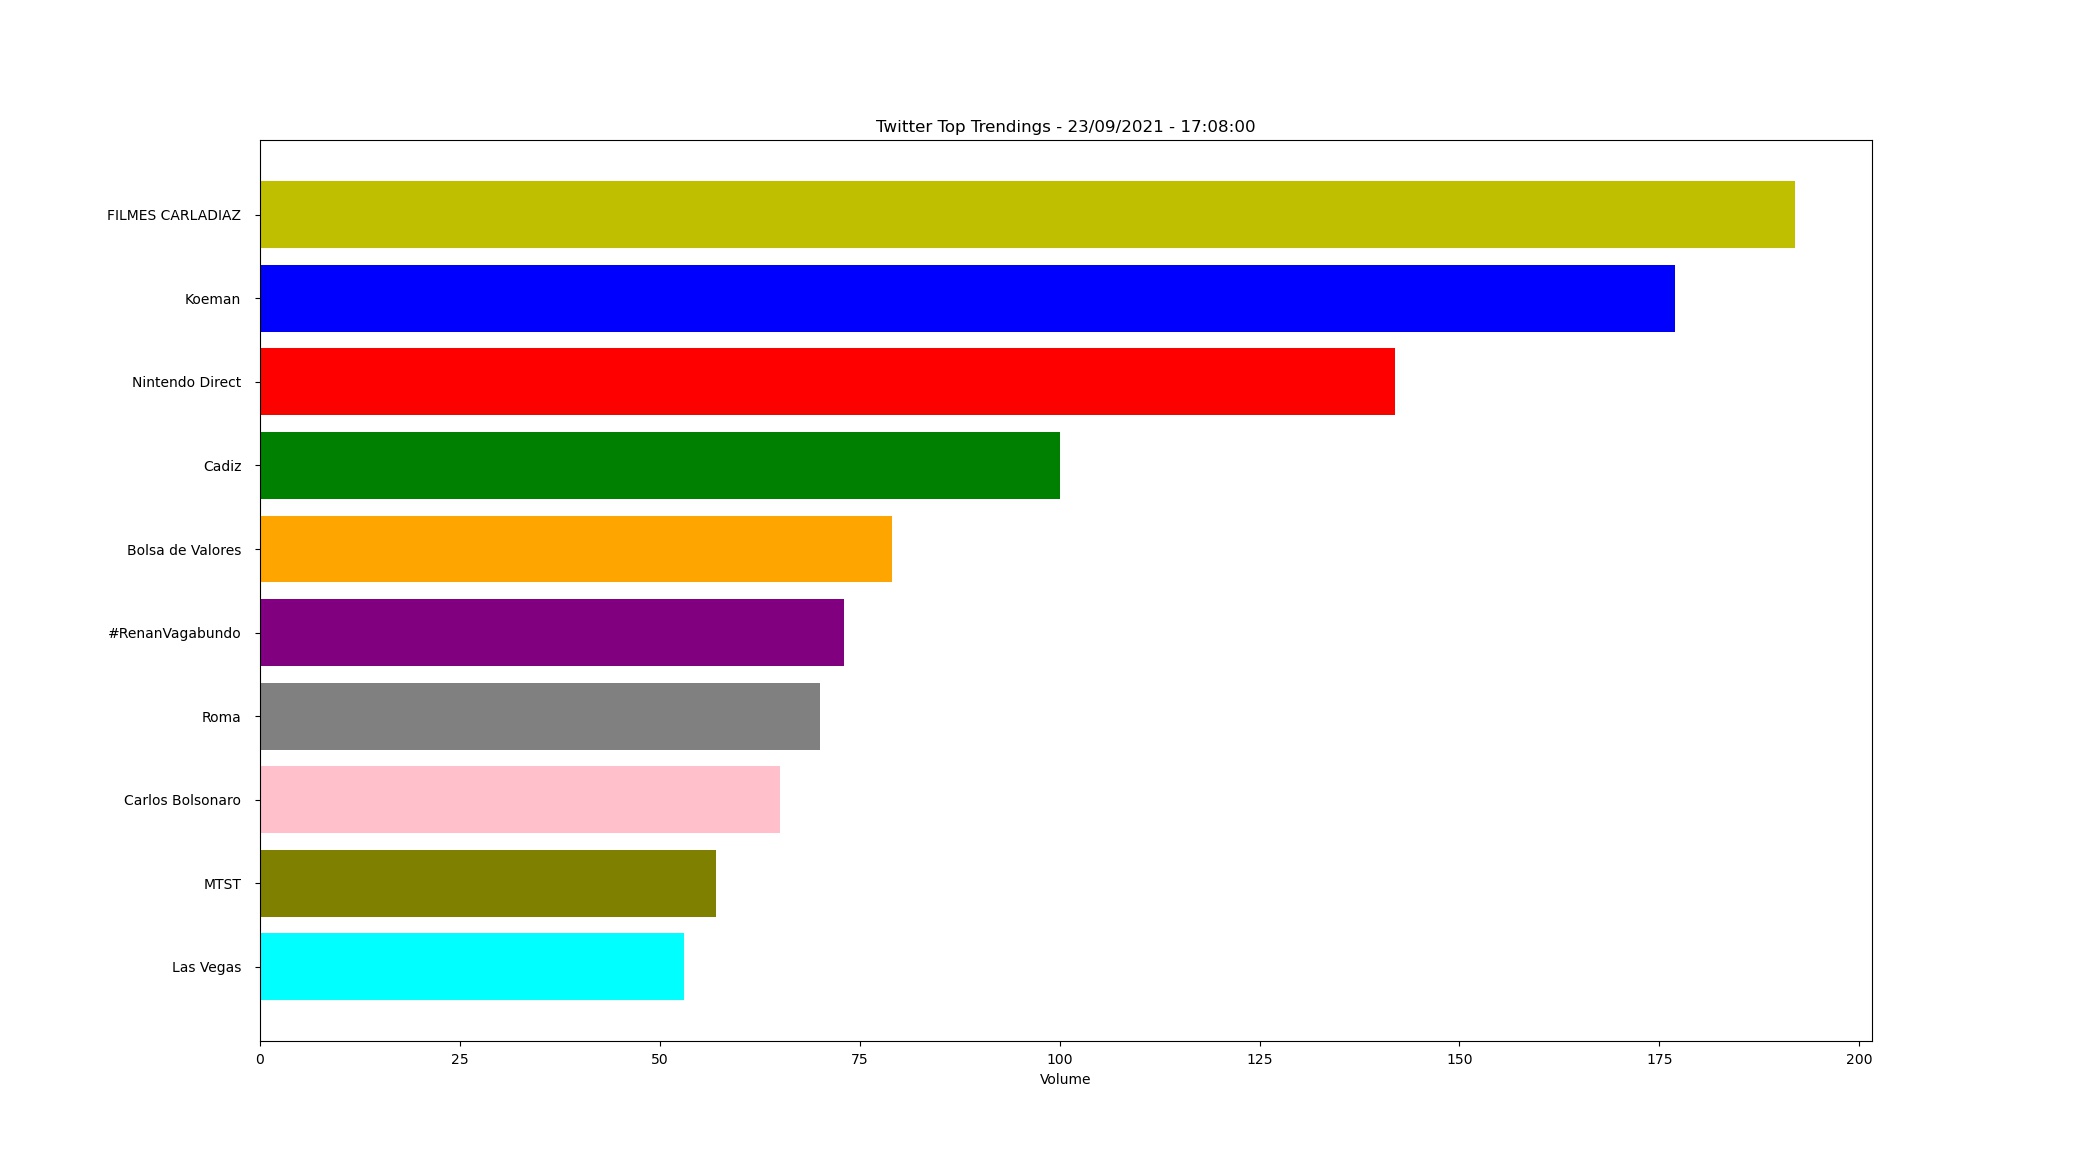 Twitter Top Trendings - 23/09/2021 - 17:08:00
FILMES CARLADIAZ
Koeman
Nintendo Direct
Cadiz
Bolsa de Valores
#RenanVagabundo
Roma
Carlos Bolsonaro
MTST
Las Vegas
0 25 50 75 100 125 150 175 200
Volume